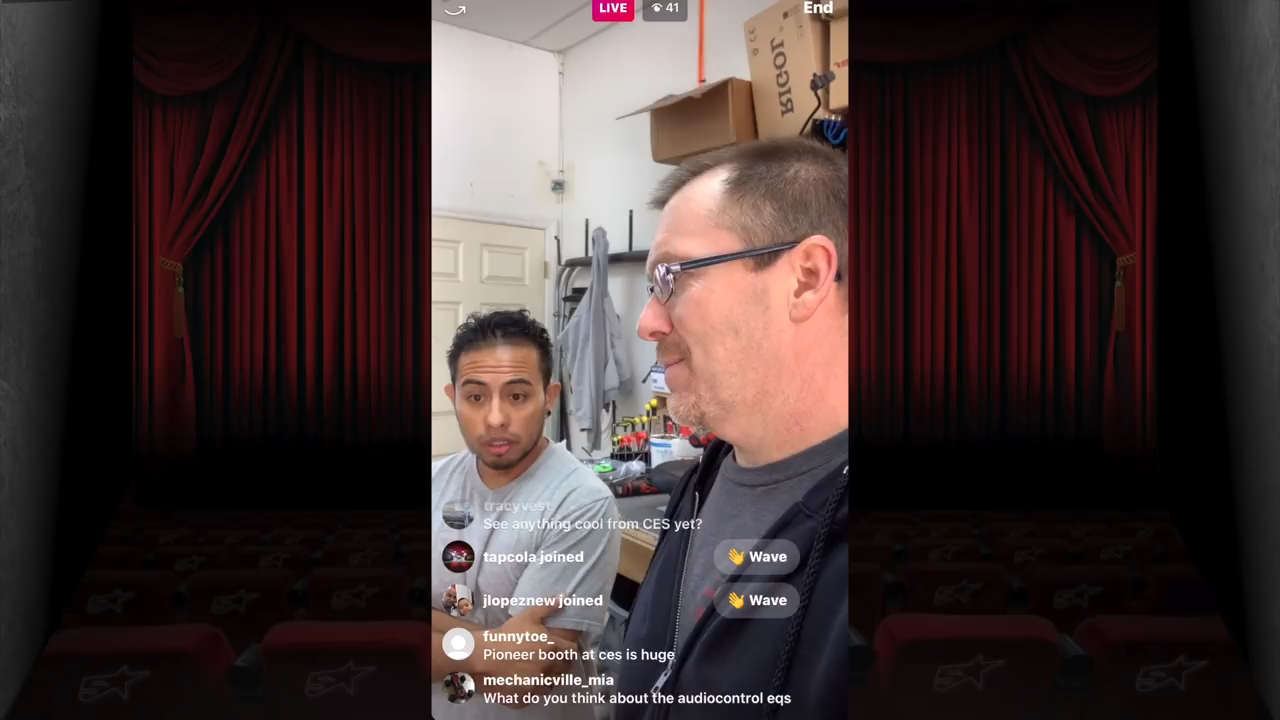 LIVE
41
End
RIGOL
tracyvest
See anything cool from CES yet?
tapcola joined
👋 Wave
jlopeznew joined
👋 Wave
funnytoe_
Pioneer booth at ces is huge
mechanicville_mia
What do you think about the audiocontrol eqs